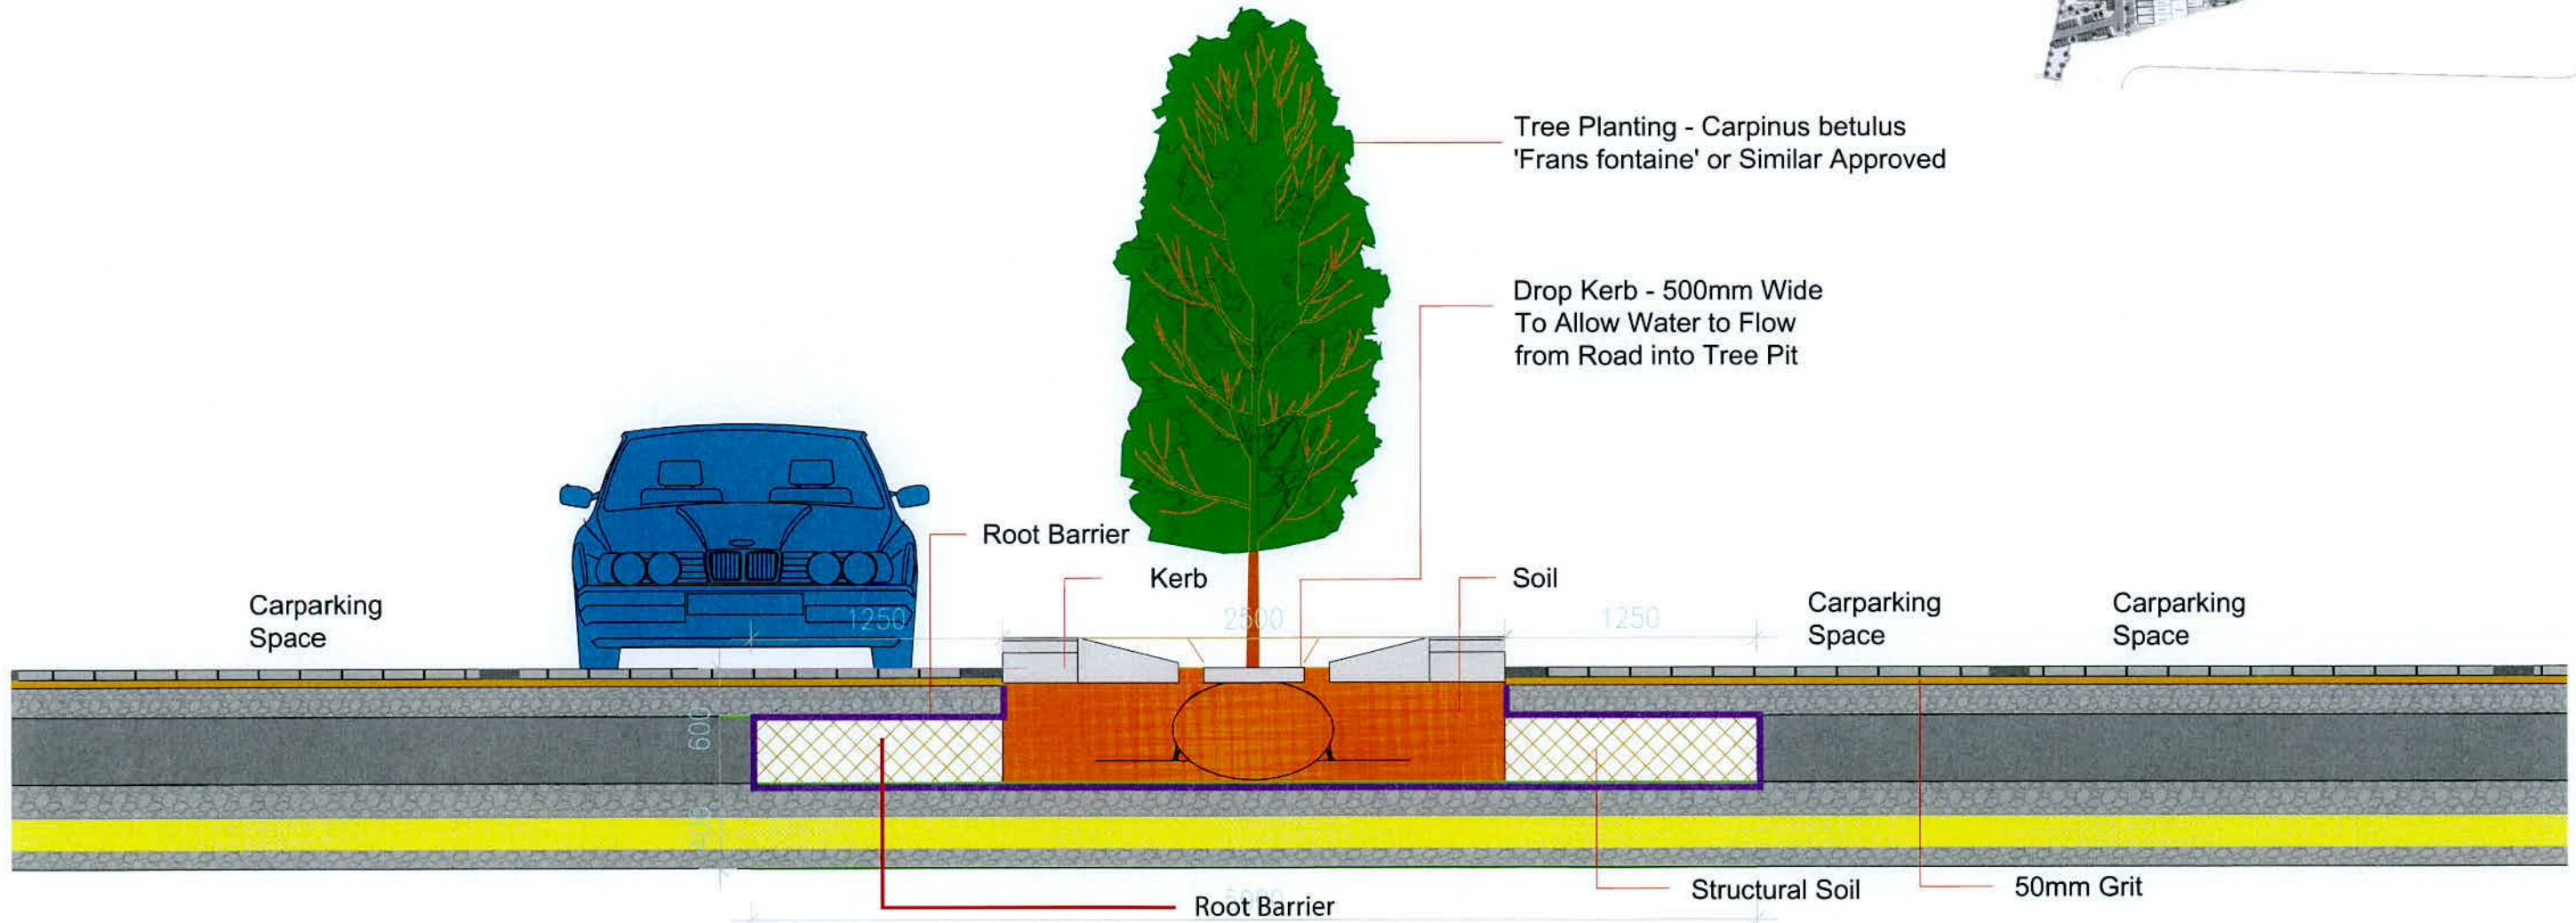 Tree Planting - Carpinus betulus
'Frans fontaine' or Similar Approved
Drop Kerb - 500mm Wide
To Allow Water to Flow
from Road into Tree Pit
Root Barrier
Kerb
Soil
Carparking
Space
1250
2500
1250
Carparking
Space
Carparking
Space
600
Structural Soil
50mm Grit
Root Barrier